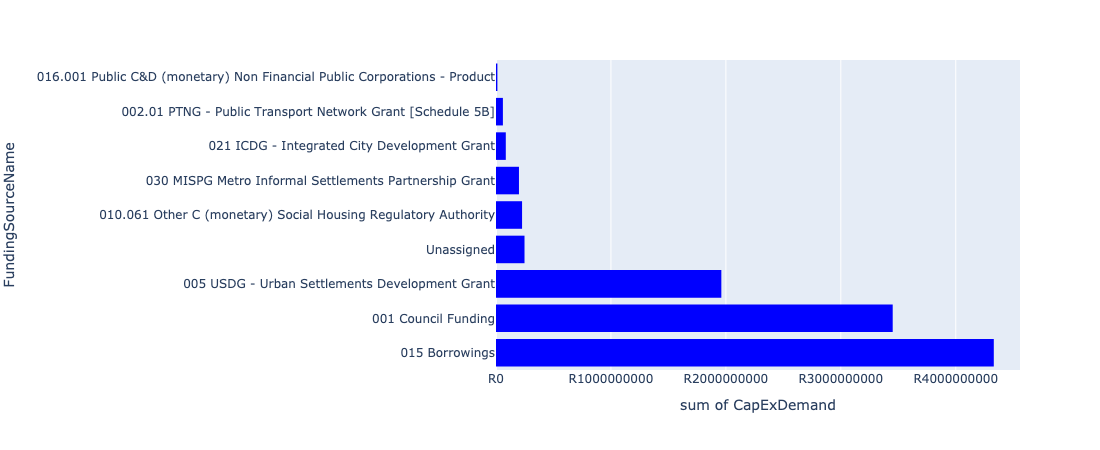 016.001 Public C&D (monetary) Non Financial Public Corporations - Product
002.01 PTNG - Public Transport Network Grant [Schedule 5B]
021 ICDG - Integrated City Development Grant
030 MISPG Metro Informal Settlements Partnership Grant
010.061 Other C (monetary) Social Housing Regulatory Authority
Unassigned
005 USDG - Urban Settlements Development Grant
001 Council Funding
015 Borrowings
FundingSourceName
R0 R1000000000 R2000000000 R3000000000 R4000000000
sum of CapExDemand